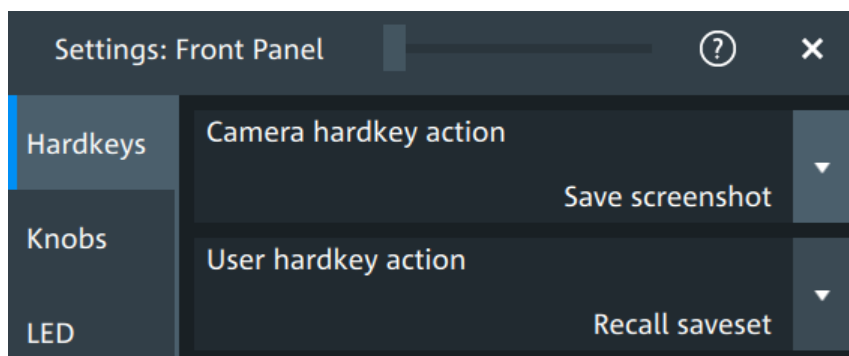 Settings: Front Panel
?
Hardkeys
Camera hardkey action
Save screenshot
Knobs
User hardkey action
Recall saveset
LED